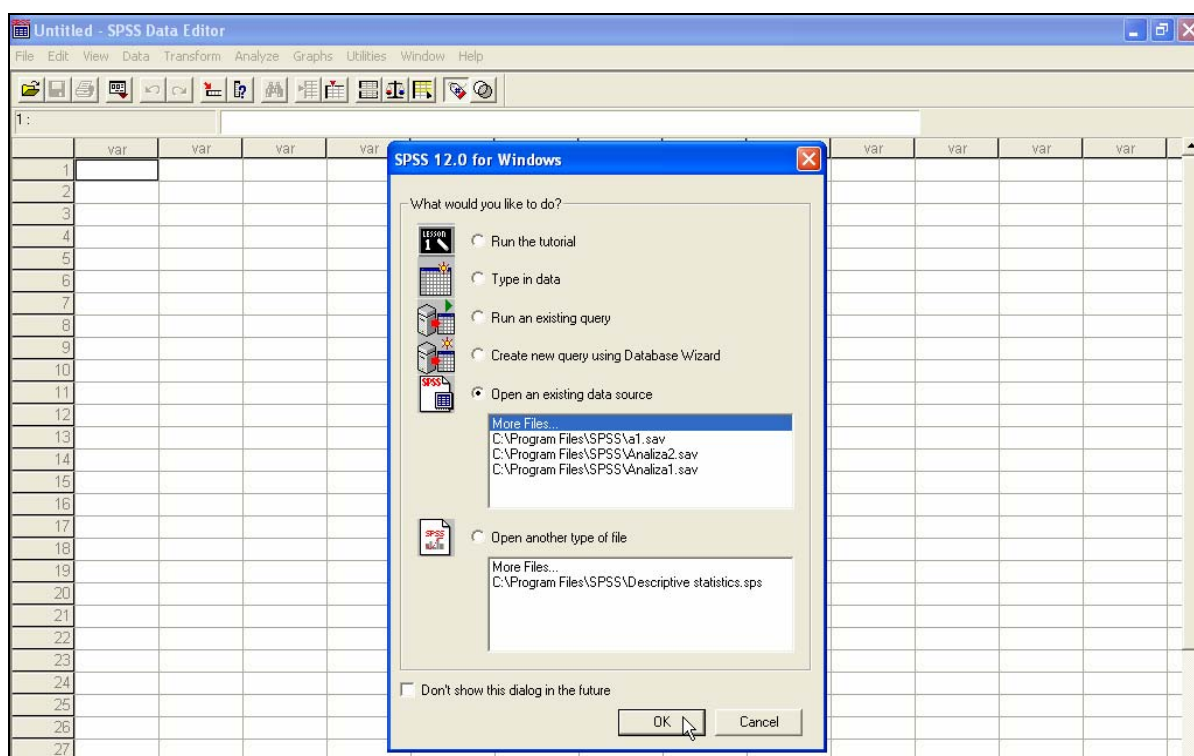 Untitled - SPSS Data Editor
File Edit View Data Transform Analyze Graphs Utilities Window Help
1 :
var var var var var var var var
SPSS 12.0 for Windows
What would you like to do?
LESSON 1
Run the tutorial
Type in data
Run an existing query
Create new query using Database Wizard
SPSS
Open an existing data source
More Files...
C:\Program Files\SPSS\a1.sav
C:\Program Files\SPSS\Analiza2.sav
C:\Program Files\SPSS\Analiza1.sav
SPSS
Open another type of file
More Files...
C:\Program Files\SPSS\Descriptive statistics.sps
Don't show this dialog in the future
OK Cancel
1
2
3
4
5
6
7
8
9
10
11
12
13
14
15
16
17
18
19
20
21
22
23
24
25
26
27